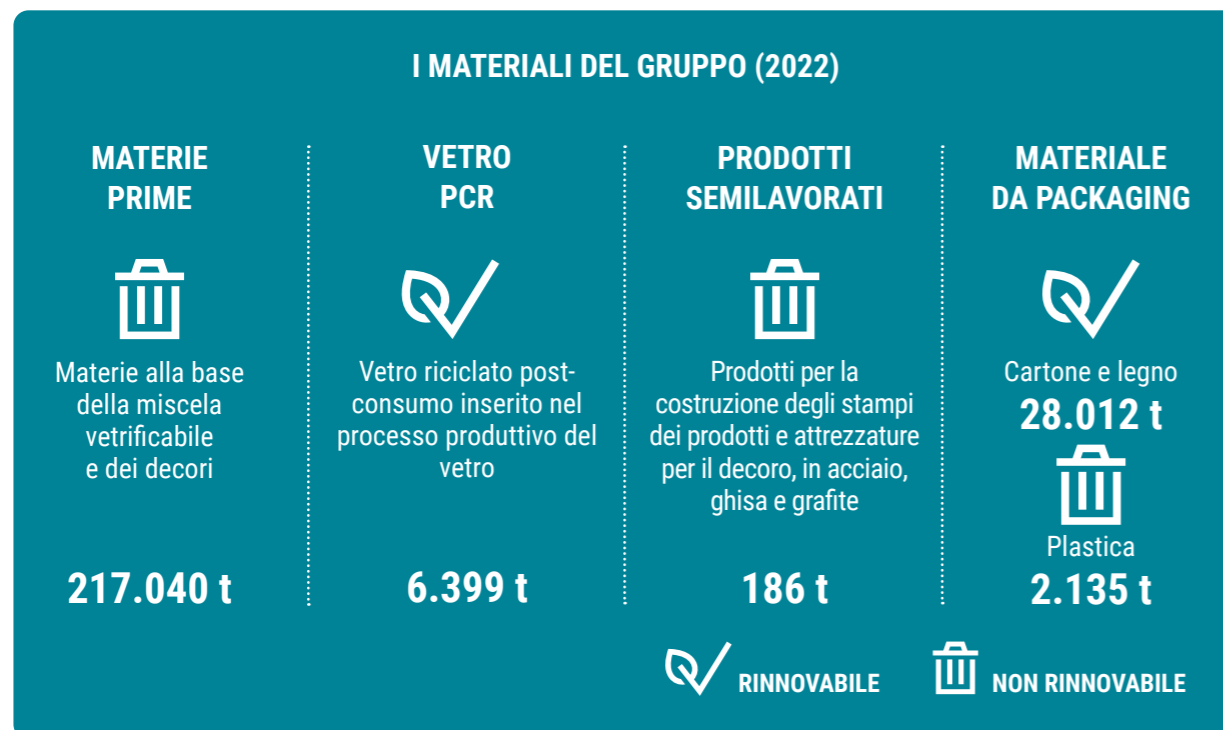 I MATERIALI DEL GRUPPO (2022)
MATERIE
PRIME
Materie alla base
della miscela
vetrificabile
e dei decori
217.040 t
VETRO
PCR
Vetro riciclato post-
consumo inserito nel
processo produttivo del
vetro
6.399 t
PRODOTTI
SEMILAVORATI
Prodotti per la
costruzione degli stampi
dei prodotti e attrezzature
per il decoro, in acciaio,
ghisa e grafite
186 t
MATERIALE
DA PACKAGING
Cartone e legno
28.012 t
Plastica
2.135 t
RINNOVABILE
NON RINNOVABILE